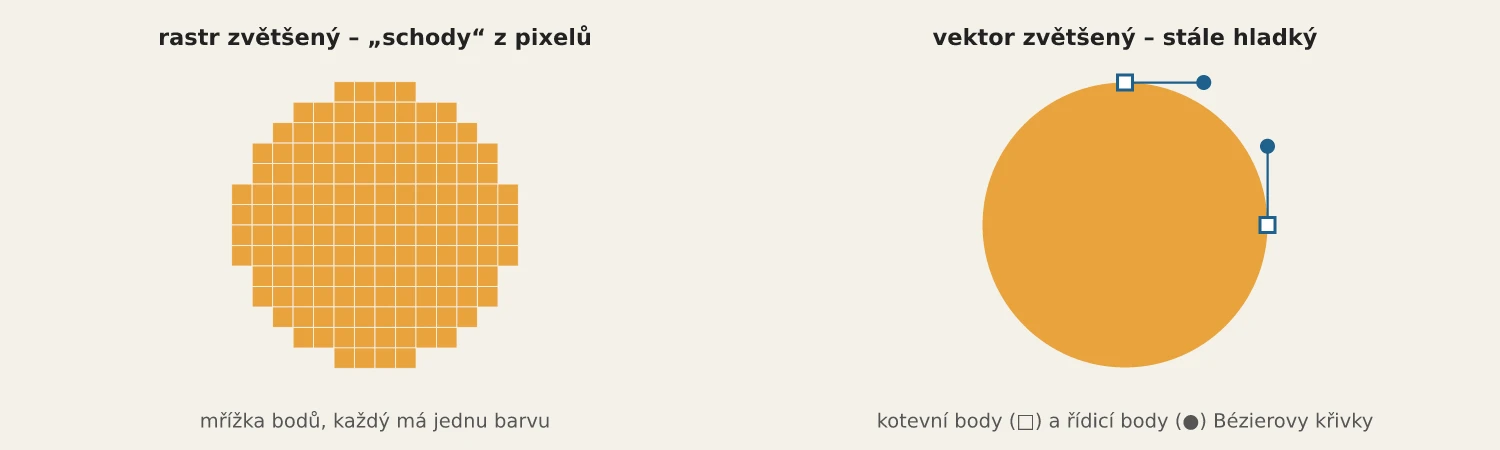 rastr zvětšený – „schody“ z pixelů
vektor zvětšený – stále hladký
mřížka bodů, každý má jednu barvu
kotevní body (□) a řídicí body (●) Bézierovy křivky